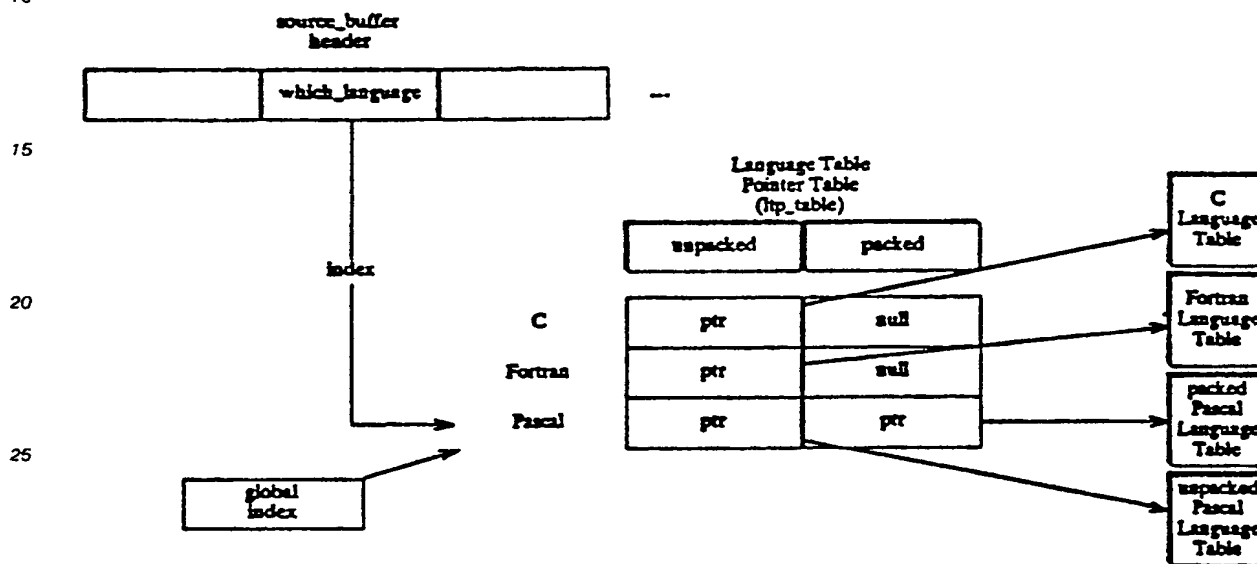 source_buffer
header
which_language
...
15
Language Table
Pointer Table
(ltp_table)
C
Language
Table
unpacked
packed
index
20
C
ptr
null
Fortran
Language
Table
Fortran
ptr
null
packed
Pascal
Language
Table
Pascal
ptr
ptr
25
global
index
unpacked
Pascal
Language
Table